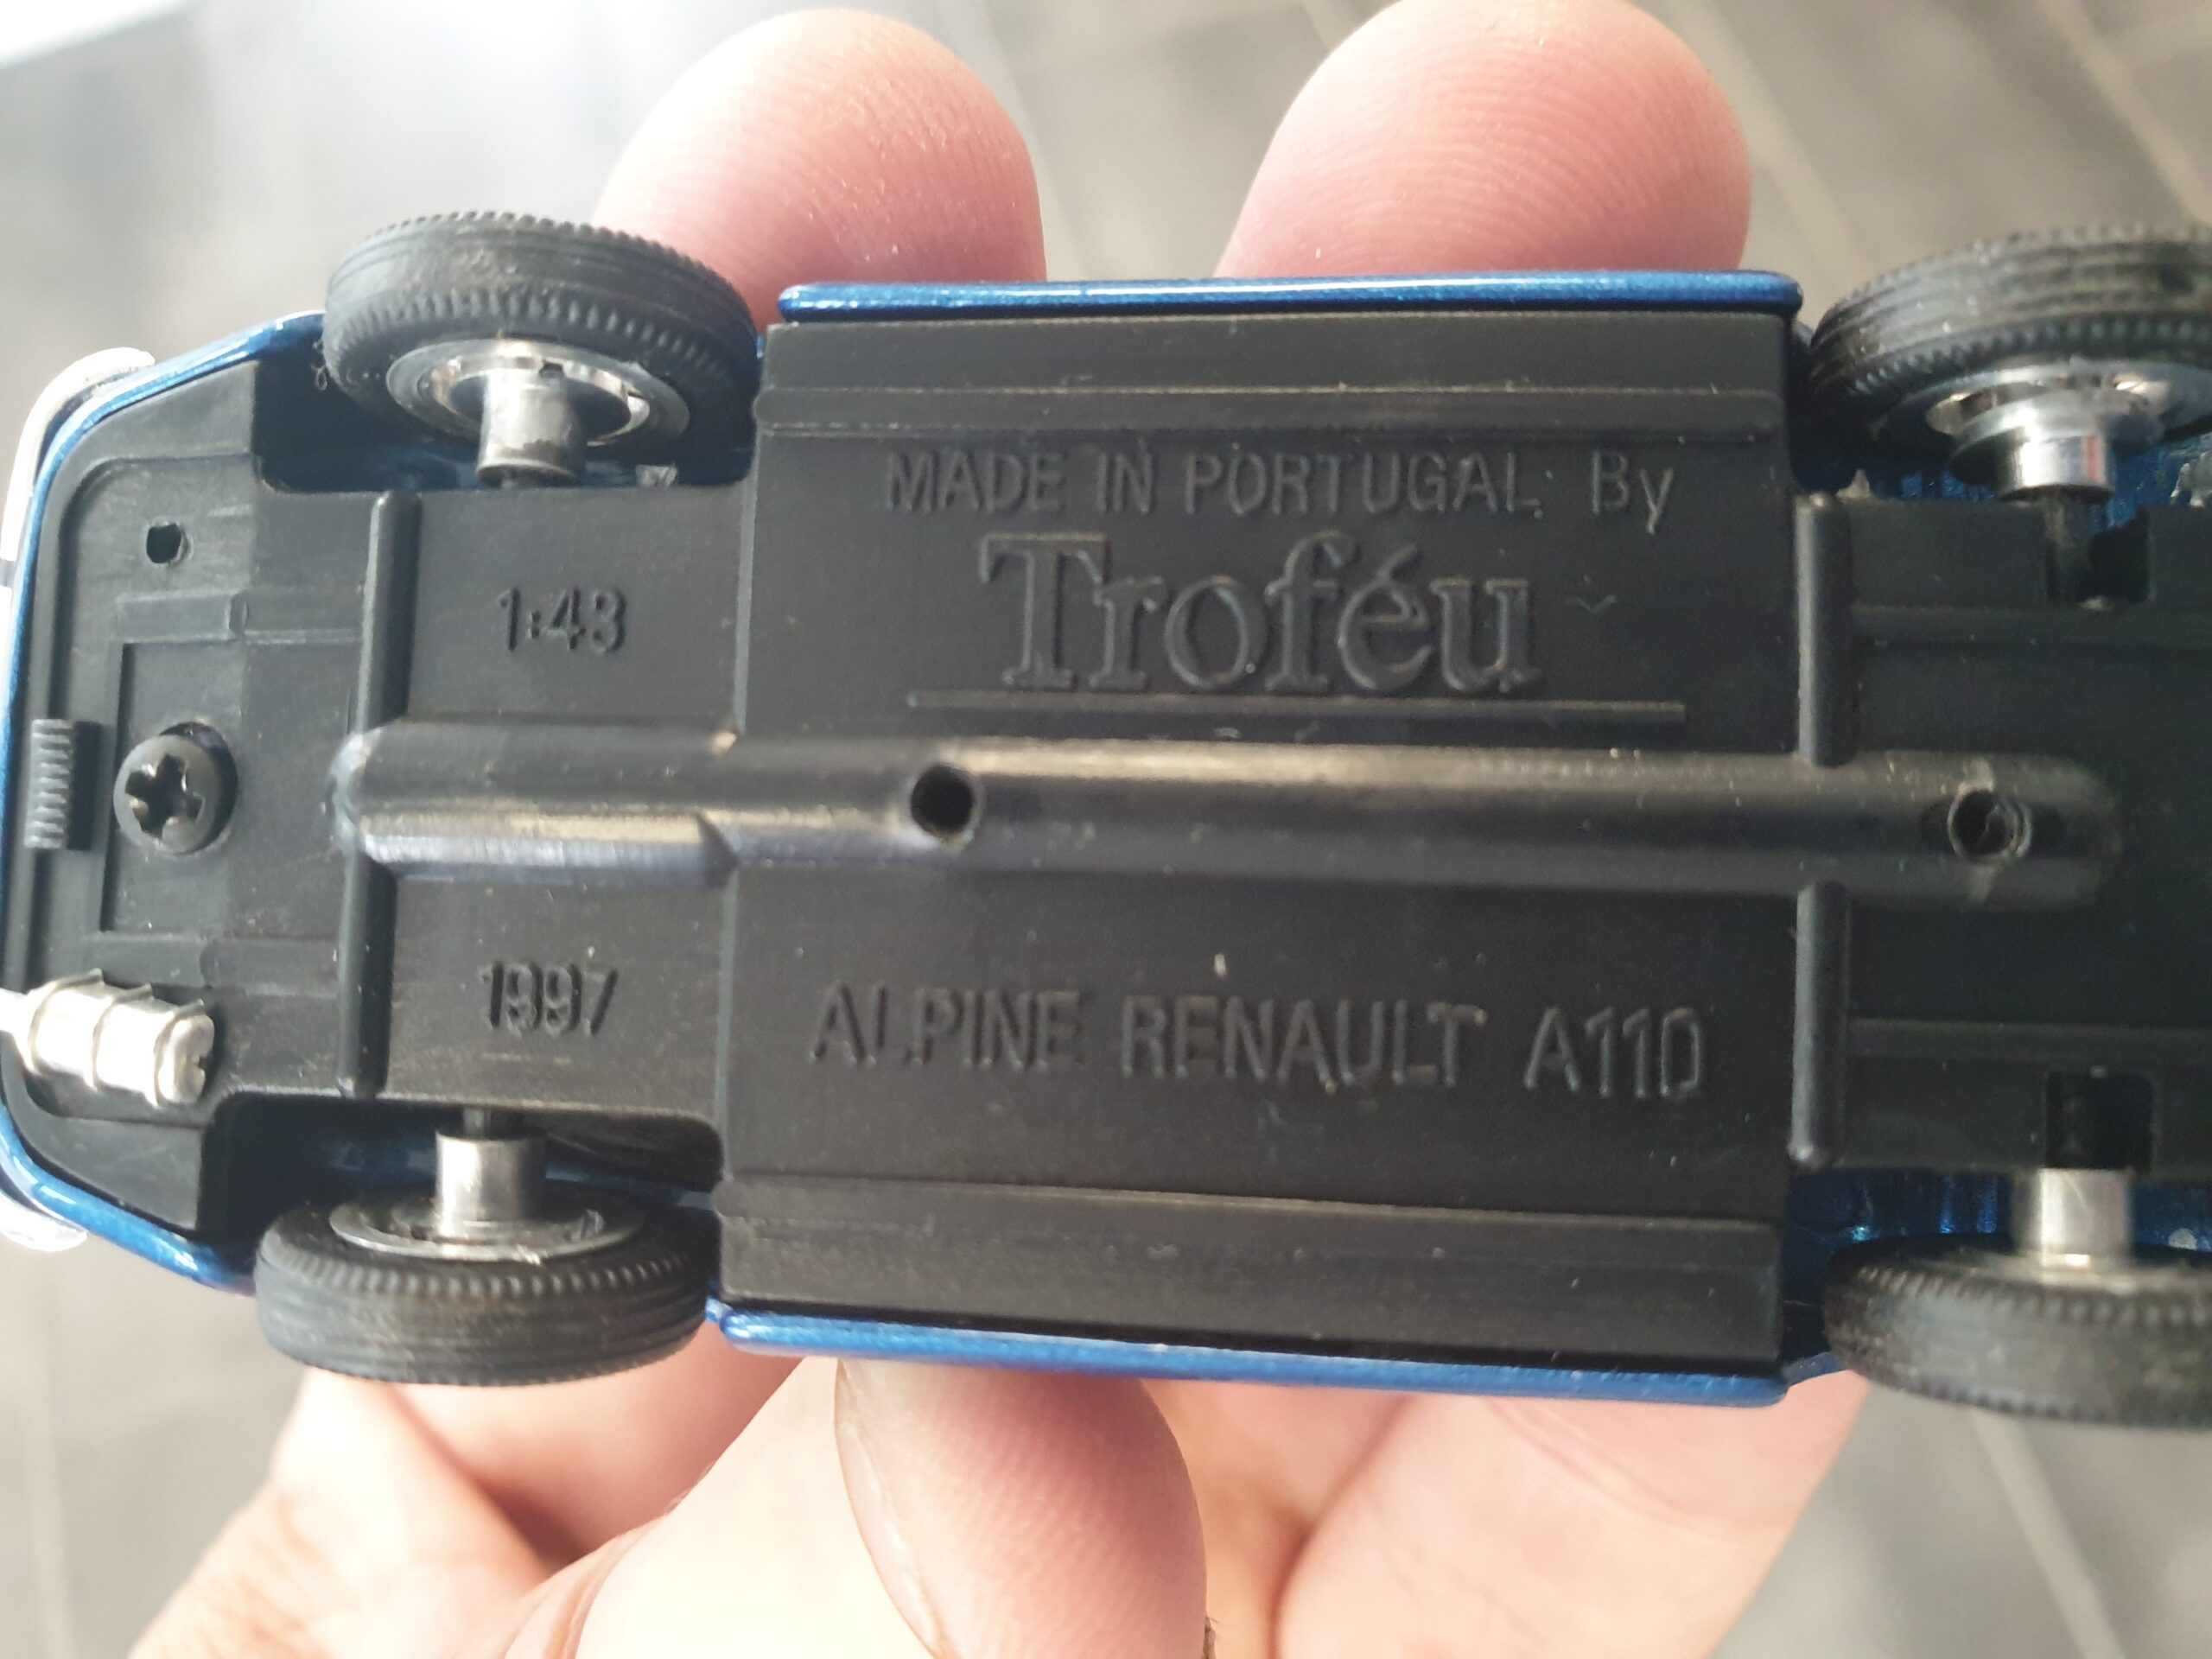 MADE IN PORTUGAL By
Troféu
1:43
1997
ALPINE RENAULT A110